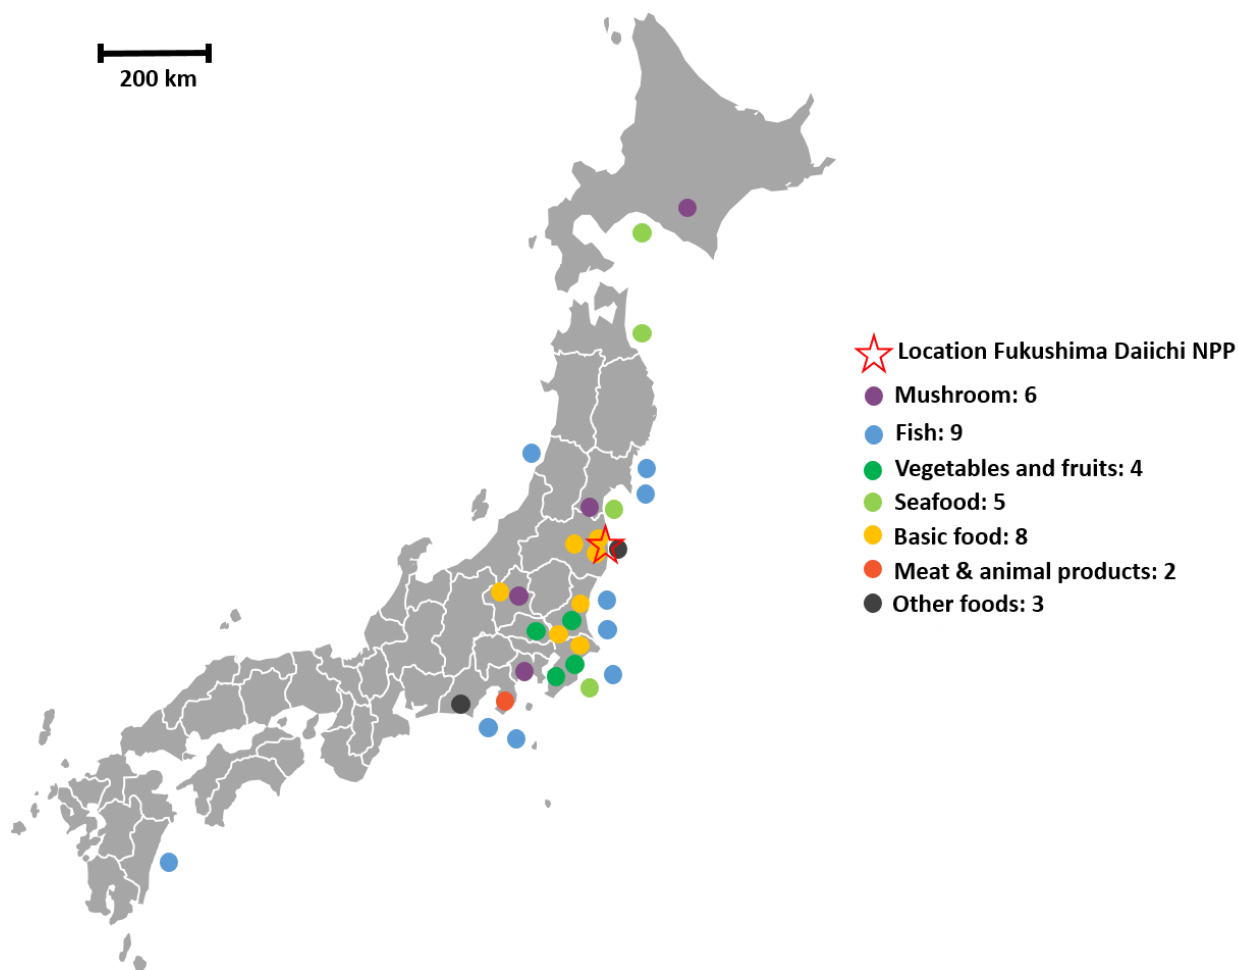 200 km
Location Fukushima Daiichi NPP
Mushroom: 6
Fish: 9
Vegetables and fruits: 4
Seafood: 5
Basic food: 8
Meat & animal products: 2
Other foods: 3